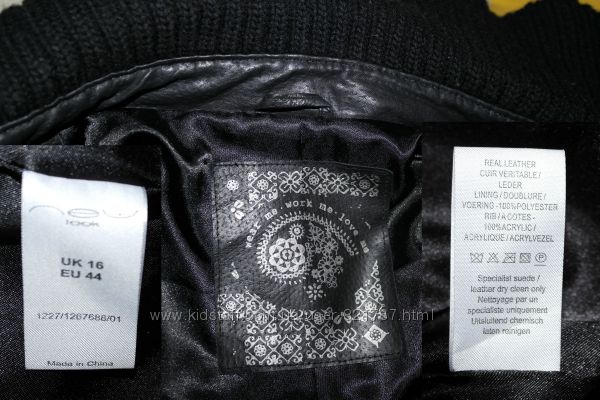 new
look
UK 16
EU 44
1227/1267688/01
Made in China
wear me. work me. love me
REAL LEATHER
CUIR VERITABLE/
LEDER
LINING / DOUBLURE /
VOERING -100%POLYESTER
RIB / A COTES -
100%ACRYLIC /
ACRYLIQUE / ACRYLVEZEL
Specialist suede /
leather dry clean only
Nettoyage par un
specialiste uniquement
Uitsluitend chemisch
laten reinigen